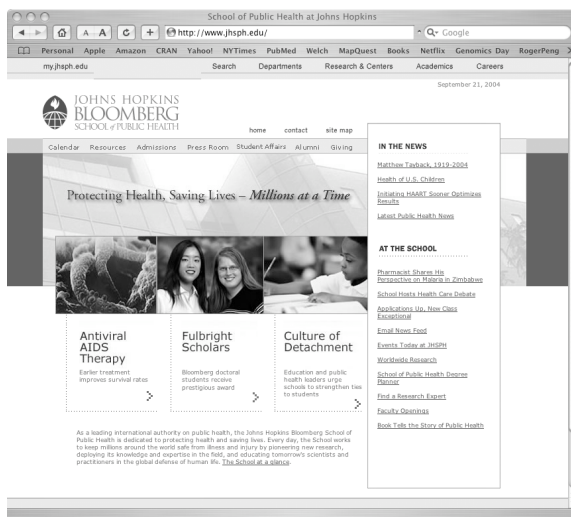 School of Public Health at Johns Hopkins
A A
http://www.jhsph.edu/
Google
Personal Apple Amazon CRAN Yahoo! NYTimes PubMed Welch MapQuest Books Netflix Genomics Day RogerPeng
my.jhsph.edu Search Departments Research & Centers Academics Careers
September 21, 2004
JOHNS HOPKINS
BLOOMBERG
SCHOOL of PUBLIC HEALTH
home contact site map
Calendar Resources Admissions Press Room Student Affairs Alumni Giving
Protecting Health, Saving Lives – Millions at a Time
Antiviral
AIDS
Therapy
Earlier treatment
improves survival rates
Fulbright
Scholars
Bloomberg doctoral
students receive
prestigious award
Culture of
Detachment
Education and public
health leaders urge
schools to strengthen ties
to students
As a leading international authority on public health, the Johns Hopkins Bloomberg School of
Public Health is dedicated to protecting health and saving lives. Every day, the School works
to keep millions around the world safe from illness and injury by pioneering new research,
deploying its knowledge and expertise in the field, and educating tomorrow's scientists and
practitioners in the global defense of human life. The School at a glance.
IN THE NEWS
Matthew Tayback, 1919-2004
Health of U.S. Children
Initiating HAART Sooner Optimizes
Results
Latest Public Health News
AT THE SCHOOL
Pharmacist Shares His
Perspective on Malaria in Zimbabwe
School Hosts Health Care Debate
Applications Up, New Class
Exceptional
Email News Feed
Events Today at JHSPH
Worldwide Research
School of Public Health Degree
Planner
Find a Research Expert
Faculty Openings
Book Tells the Story of Public Health